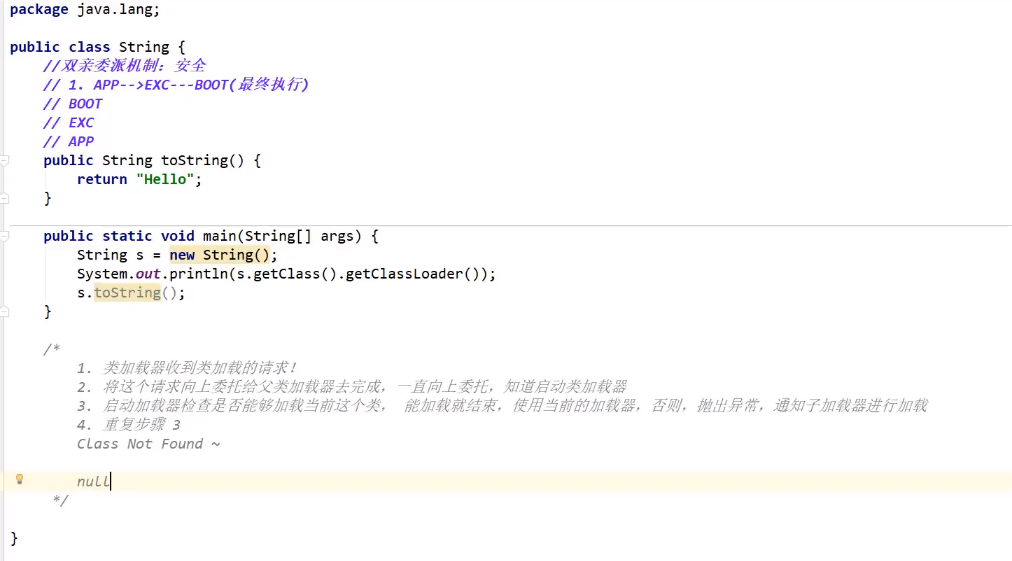 package java.lang;
public class String {
//双亲委派机制：安全
// 1. APP-->EXC---BOOT(最终执行)
// BOOT
// EXC
// APP
public String toString() {
return "Hello";
}
public static void main(String[] args) {
String s = new String();
System.out.println(s.getClass().getClassLoader());
s.toString();
}
/*
1. 类加载器收到类加载的请求！
2. 将这个请求向上委托给父类加载器去完成，一直向上委托，知道启动类加载器
3. 启动加载器检查是否能够加载当前这个类， 能加载就结束，使用当前的加载器，否则，抛出异常，通知子加载器进行加载
4. 重复步骤 3
Class Not Found ~
null
*/
}